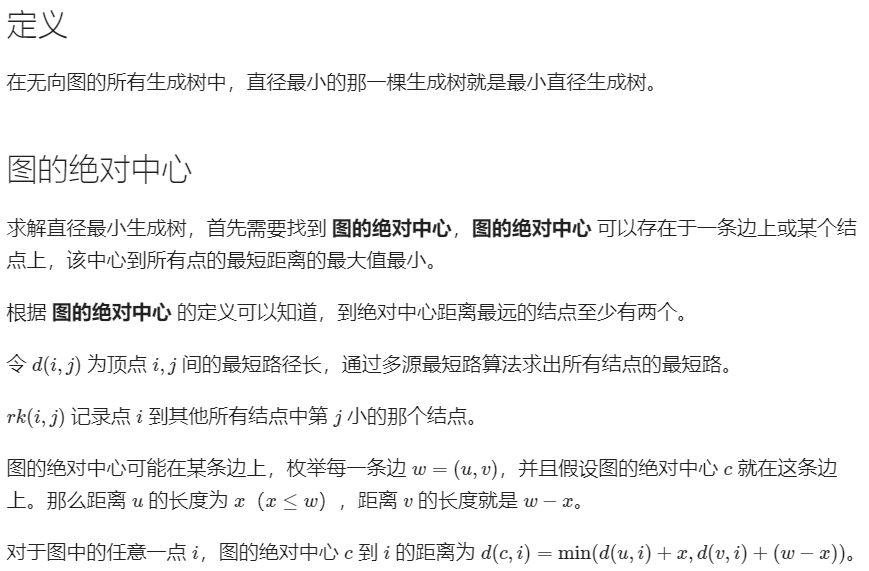 定义
在无向图的所有生成树中，直径最小的那一棵生成树就是最小直径生成树。
图的绝对中心
求解直径最小生成树，首先需要找到 图的绝对中心，图的绝对中心 可以存在于一条边上或某个结
点上，该中心到所有点的最短距离的最大值最小。
根据 图的绝对中心 的定义可以知道，到绝对中心距离最远的结点至少有两个。
令 d(i, j) 为顶点 i, j 间的最短路径长，通过多源最短路算法求出所有结点的最短路。
rk(i, j) 记录点 i 到其他所有结点中第 j 小的那个结点。
图的绝对中心可能在某条边上，枚举每一条边 w = (u, v)，并且假设图的绝对中心 c 就在这条边
上。那么距离 u 的长度为 x（x ≤ w），距离 v 的长度就是 w − x。
对于图中的任意一点 i，图的绝对中心 c 到 i 的距离为 d(c, i) = min(d(u, i) + x, d(v, i) + (w − x))。